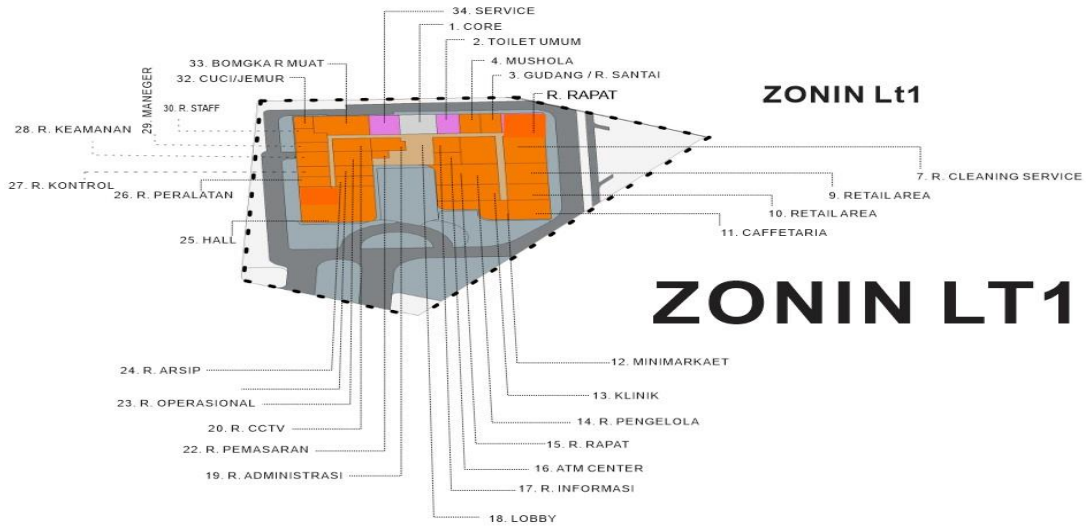 34. SERVICE
1. CORE
2. TOILET UMUM
33. BOMGKA R MUAT
4. MUSHOLA
32. CUCI/JEMUR
3. GUDANG / R. SANTAI
29. MANEGER
R. RAPAT
ZONIN Lt1
30. R. STAFF
28. R. KEAMANAN
7. R. CLEANING SERVICE
27. R. KONTROL
26. R. PERALATAN
9. RETAIL AREA
10. RETAIL AREA
11. CAFFETARIA
25. HALL
ZONIN LT1
12. MINIMARKAET
24. R. ARSIP
13. KLINIK
23. R. OPERASIONAL
14. R. PENGELOLA
20. R. CCTV
15. R. RAPAT
22. R. PEMASARAN
16. ATM CENTER
19. R. ADMINISTRASI
17. R. INFORMASI
18. LOBBY